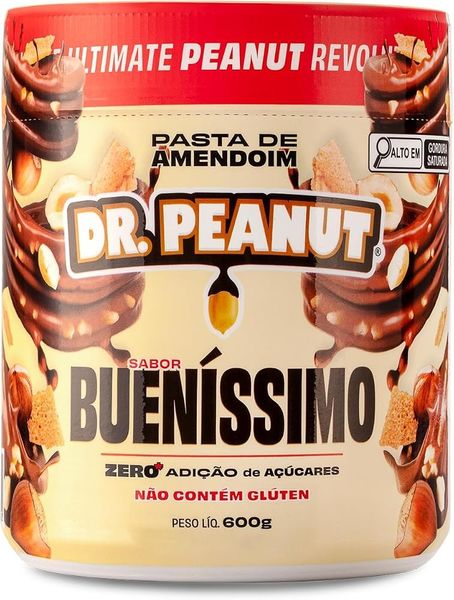 ULTIMATE PEANUT REVOLU
PASTA DE
AMENDOIM
ALTO EM
GORDURA
SATURADA
DR. PEANUT®
SABOR
BUENÍSSIMO
ZERO* ADIÇÃO de AÇÚCARES
NÃO CONTÉM GLÚTEN
PESO LÍQ. 600g